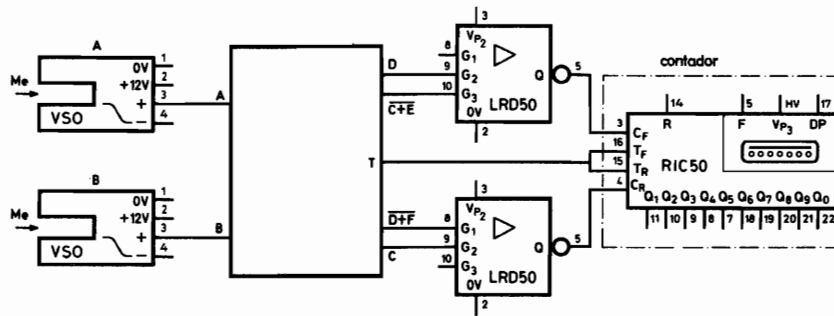 A
Me
VSO
0V 1
+12V 2
+ 3
− 4
A
B
Me
VSO
0V 1
+12V 2
+ 3
− 4
B
T
D
C+E
D+F
C
3
VP2
8 G1
9 G2
10 G3
0V
2
LRD50
Q
5
3
VP2
8 G1
9 G2
10 G3
0V
2
LRD50
Q
5
contador
14 5 HV 17
R F VP3 DP
3 CF
16 TF
15 TR
4 CR
RIC50
Q1 Q2 Q3 Q4 Q5 Q6 Q7 Q8 Q9 Q0
11 10 9 8 7 18 19 20 21 22